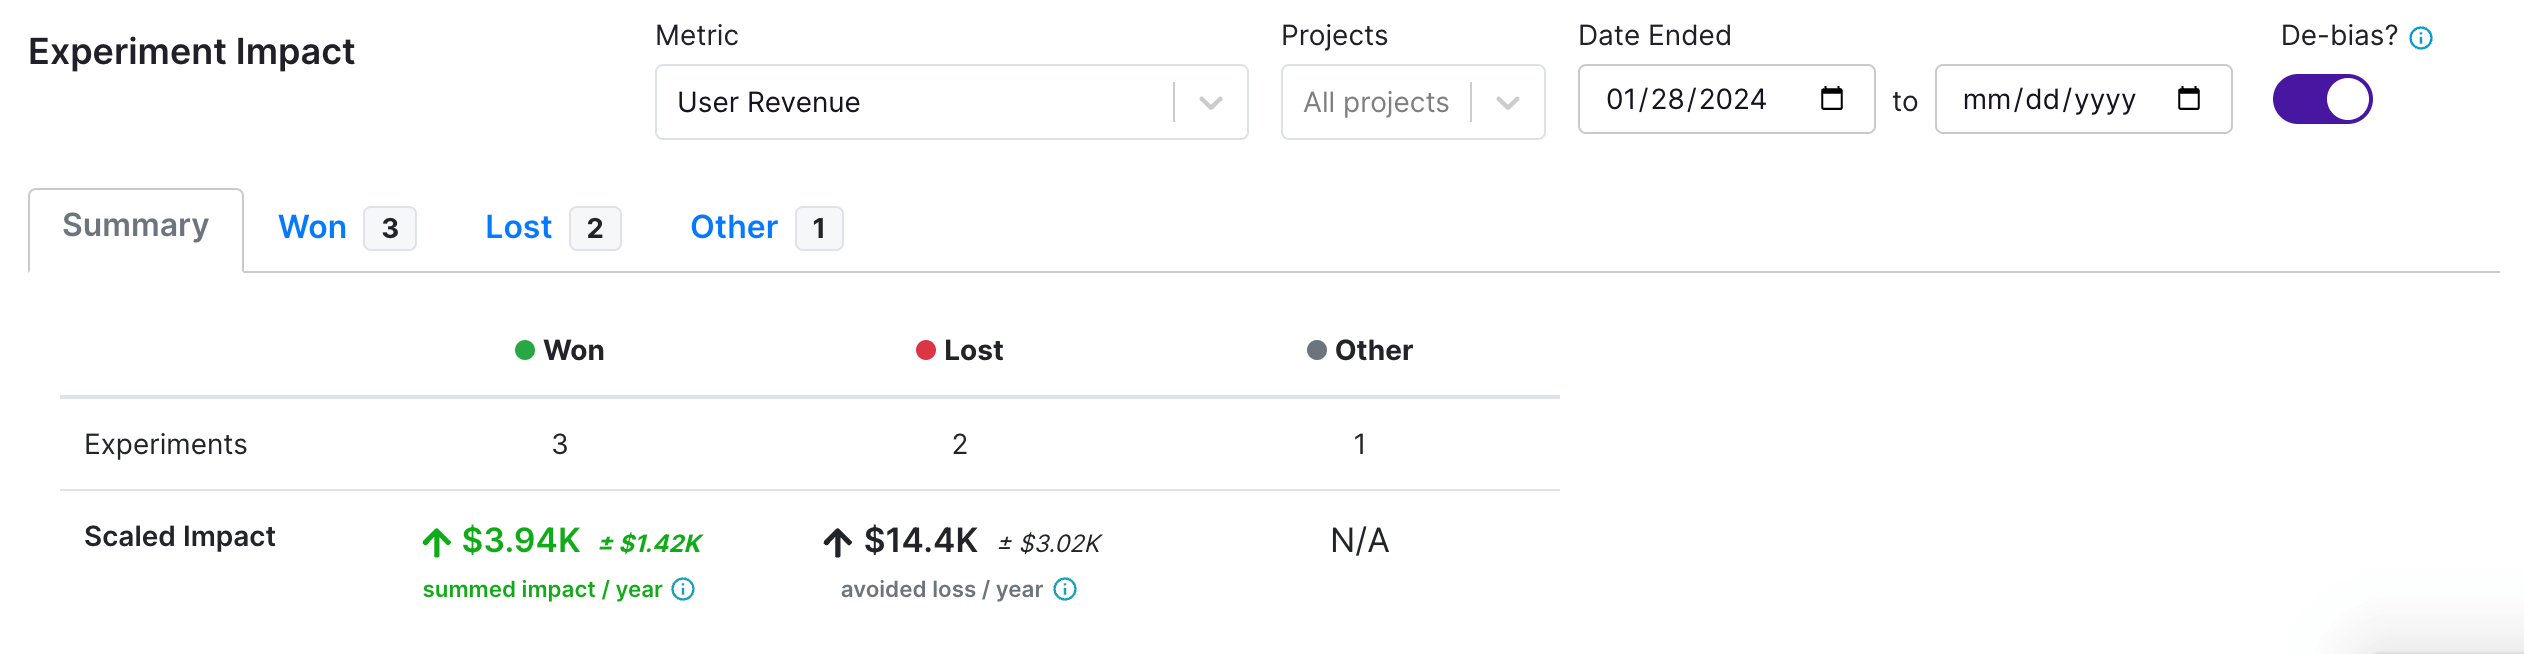 Experiment Impact
Metric
Projects
Date Ended
De-bias?
User Revenue
All projects
01/28/2024
to
mm/dd/yyyy
Summary
Won 3
Lost 2
Other 1
Won Lost Other
Experiments 3 2 1
Scaled Impact $3.94K ± $1.42K $14.4K ± $3.02K N/A
summed impact / year avoided loss / year